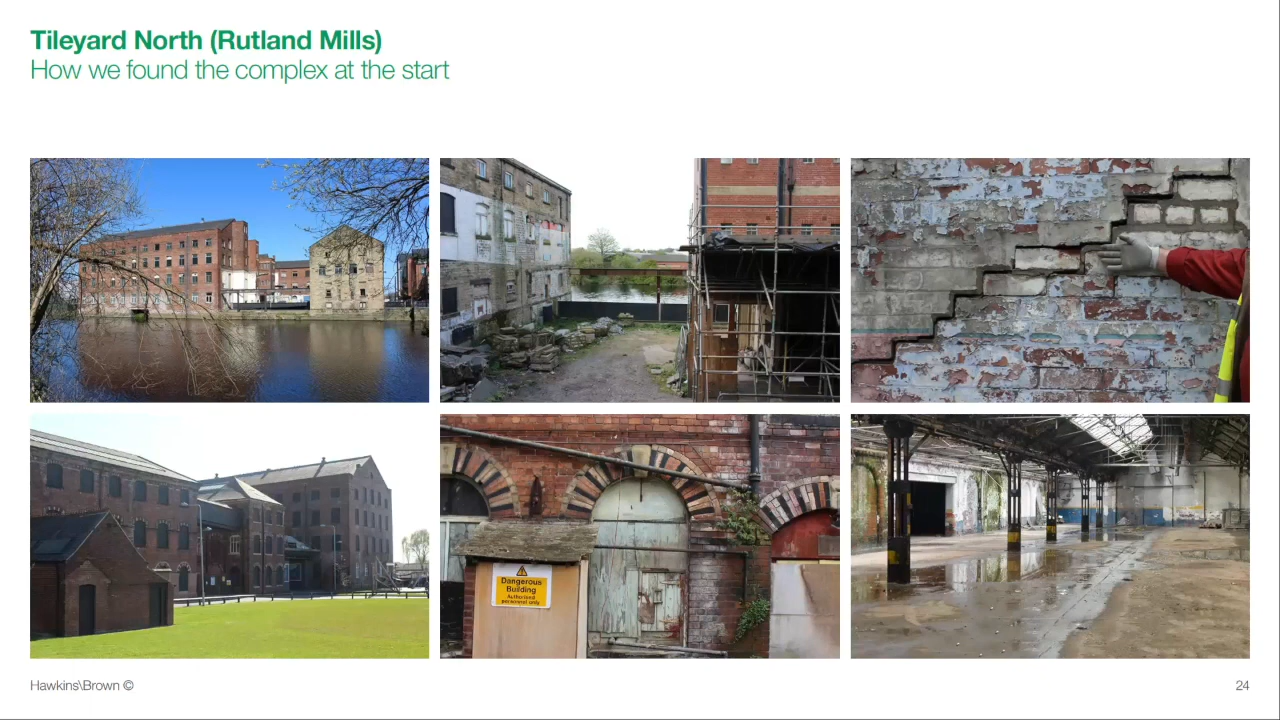 Tileyard North (Rutland Mills)
How we found the complex at the start
Dangerous
Building
Authorised
personnel only
Hawkins\Brown ©
24